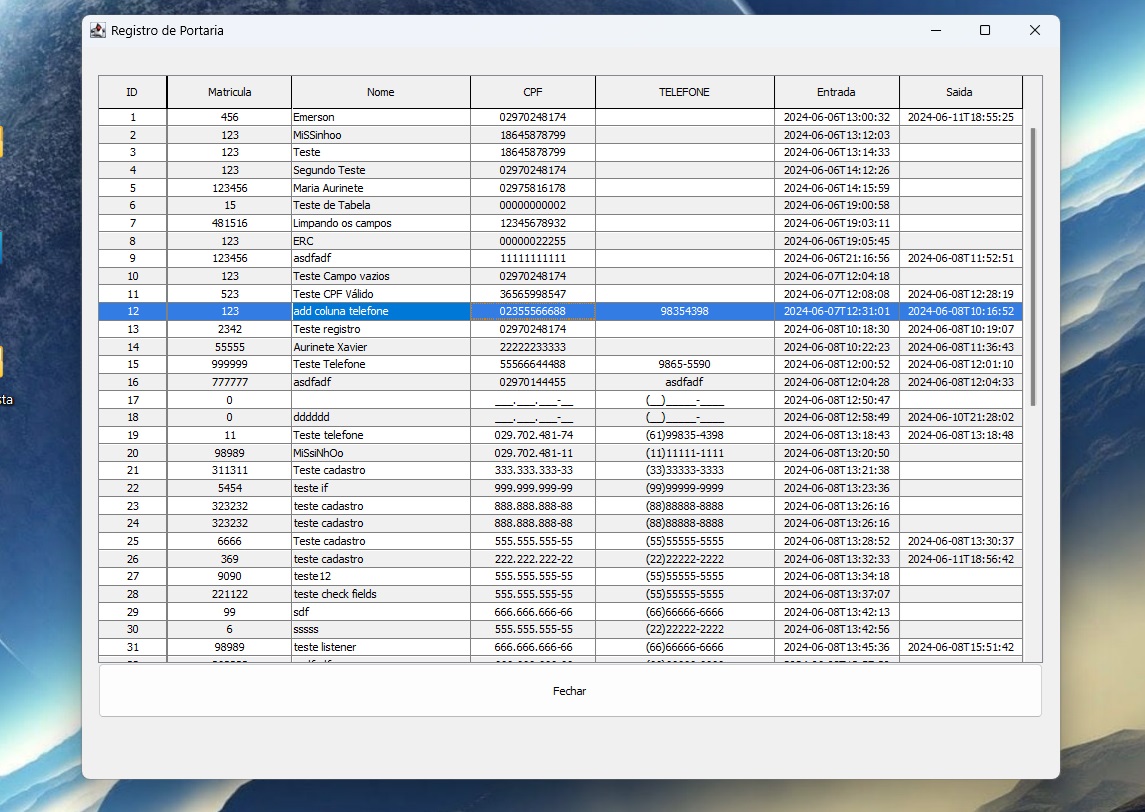 Registro de Portaria
ID Matricula Nome CPF TELEFONE Entrada Saida
1 456 Emerson 02970248174 2024-06-06T13:00:32 2024-06-11T18:55:25
2 123 MiSSinhoo 18645878799 2024-06-06T13:12:03
3 123 Teste 18645878799 2024-06-06T13:14:33
4 123 Segundo Teste 02970248174 2024-06-06T14:12:26
5 123456 Maria Aurinete 02975816178 2024-06-06T14:15:59
6 15 Teste de Tabela 00000000002 2024-06-06T19:00:58
7 481516 Limpando os campos 12345678932 2024-06-06T19:03:11
8 123 ERC 00000022255 2024-06-06T19:05:45
9 123456 asdfadf 11111111111 2024-06-06T21:16:56 2024-06-08T11:52:51
10 123 Teste Campo vazios 02970248174 2024-06-07T12:04:18
11 523 Teste CPF Válido 36565998547 2024-06-07T12:08:08 2024-06-08T12:28:19
12 123 add coluna telefone 02355566688 98354398 2024-06-07T12:31:01 2024-06-08T10:16:52
13 2342 Teste registro 02970248174 2024-06-08T10:18:30 2024-06-08T10:19:07
14 55555 Aurinete Xavier 22222233333 2024-06-08T10:22:23 2024-06-08T11:36:43
15 999999 Teste Telefone 55566644488 9865-5590 2024-06-08T12:00:52 2024-06-08T12:01:10
16 777777 asdfadf 02970144455 asdfadf 2024-06-08T12:04:28 2024-06-08T12:04:33
17 0 ___.___.___-__ (__)_____-____ 2024-06-08T12:50:47
18 0 dddddd ___.___.___-__ (__)_____-____ 2024-06-08T12:58:49 2024-06-10T21:28:02
19 11 Teste telefone 029.702.481-74 (61)99835-4398 2024-06-08T13:18:43 2024-06-08T13:18:48
20 98989 MiSsiNhOo 029.702.481-11 (11)11111-1111 2024-06-08T13:20:50
21 311311 Teste cadastro 333.333.333-33 (33)33333-3333 2024-06-08T13:21:38
22 5454 teste if 999.999.999-99 (99)99999-9999 2024-06-08T13:23:36
23 323232 teste cadastro 888.888.888-88 (88)88888-8888 2024-06-08T13:26:16
24 323232 teste cadastro 888.888.888-88 (88)88888-8888 2024-06-08T13:26:16
25 6666 Teste cadastro 555.555.555-55 (55)55555-5555 2024-06-08T13:28:52 2024-06-08T13:30:37
26 369 teste cadastro 222.222.222-22 (22)22222-2222 2024-06-08T13:32:33 2024-06-11T18:56:42
27 9090 teste12 555.555.555-55 (55)55555-5555 2024-06-08T13:34:18
28 221122 teste check fields 555.555.555-55 (55)55555-5555 2024-06-08T13:37:07
29 99 sdf 666.666.666-66 (66)66666-6666 2024-06-08T13:42:13
30 6 sssss 555.555.555-55 (22)22222-2222 2024-06-08T13:42:56
31 98989 teste listener 666.666.666-66 (66)66666-6666 2024-06-08T13:45:36 2024-06-08T15:51:42
Fechar
sta